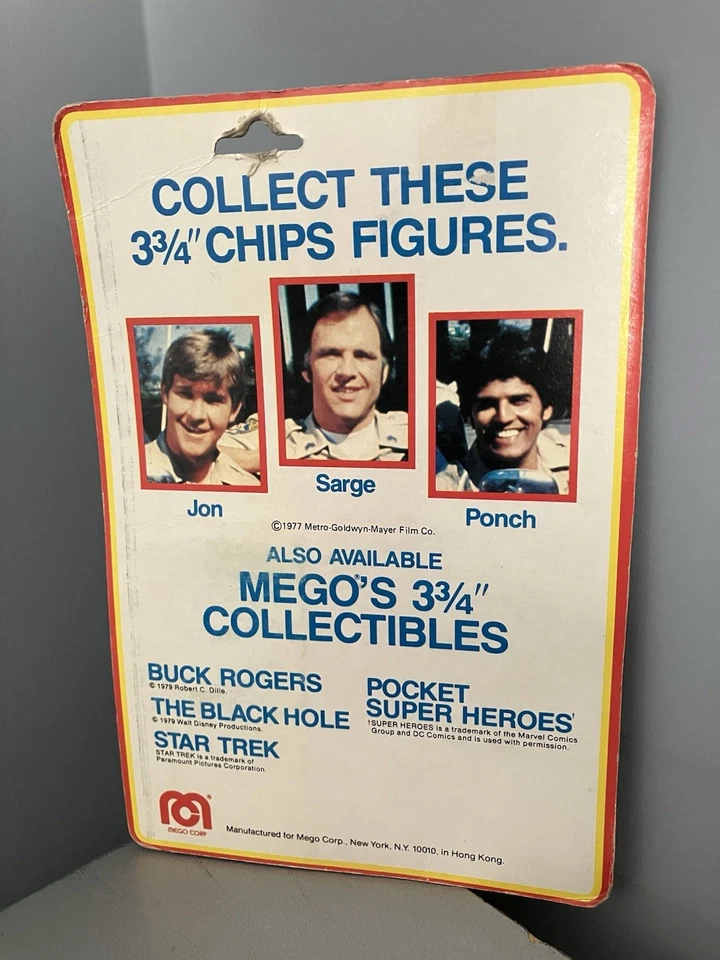 COLLECT THESE
3¾" CHIPS FIGURES.
Jon
Sarge
Ponch
©1977 Metro-Goldwyn-Mayer Film Co.
ALSO AVAILABLE
MEGO®'S 3¾"
COLLECTIBLES
BUCK ROGERS
© 1979 Robert C. Dille.
THE BLACK HOLE
© 1979 Walt Disney Productions.
STAR TREK
STAR TREK is a trademark of
Paramount Pictures Corporation.
POCKET
SUPER HEROES†
†SUPER HEROES is a trademark of the Marvel Comics
Group and DC Comics and is used with permission.
MEGO CORP
Manufactured for Mego Corp., New York, N.Y. 10010, in Hong Kong.